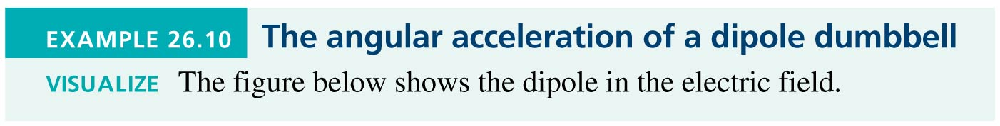 EXAMPLE 26.10 The angular acceleration of a dipole dumbbell
VISUALIZE The figure below shows the dipole in the electric field.